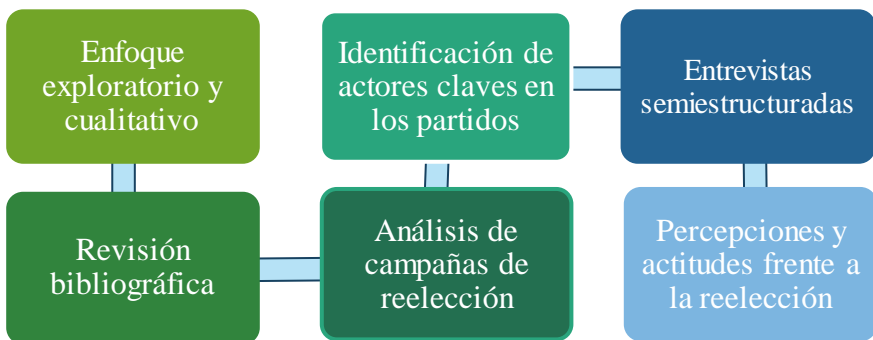 Enfoque
exploratorio y
cualitativo
Revisión
bibliográfica
Análisis de
campañas de
reelección
Identificación de
actores claves en
los partidos
Entrevistas
semiestructuradas
Percepciones y
actitudes frente a
la reelección